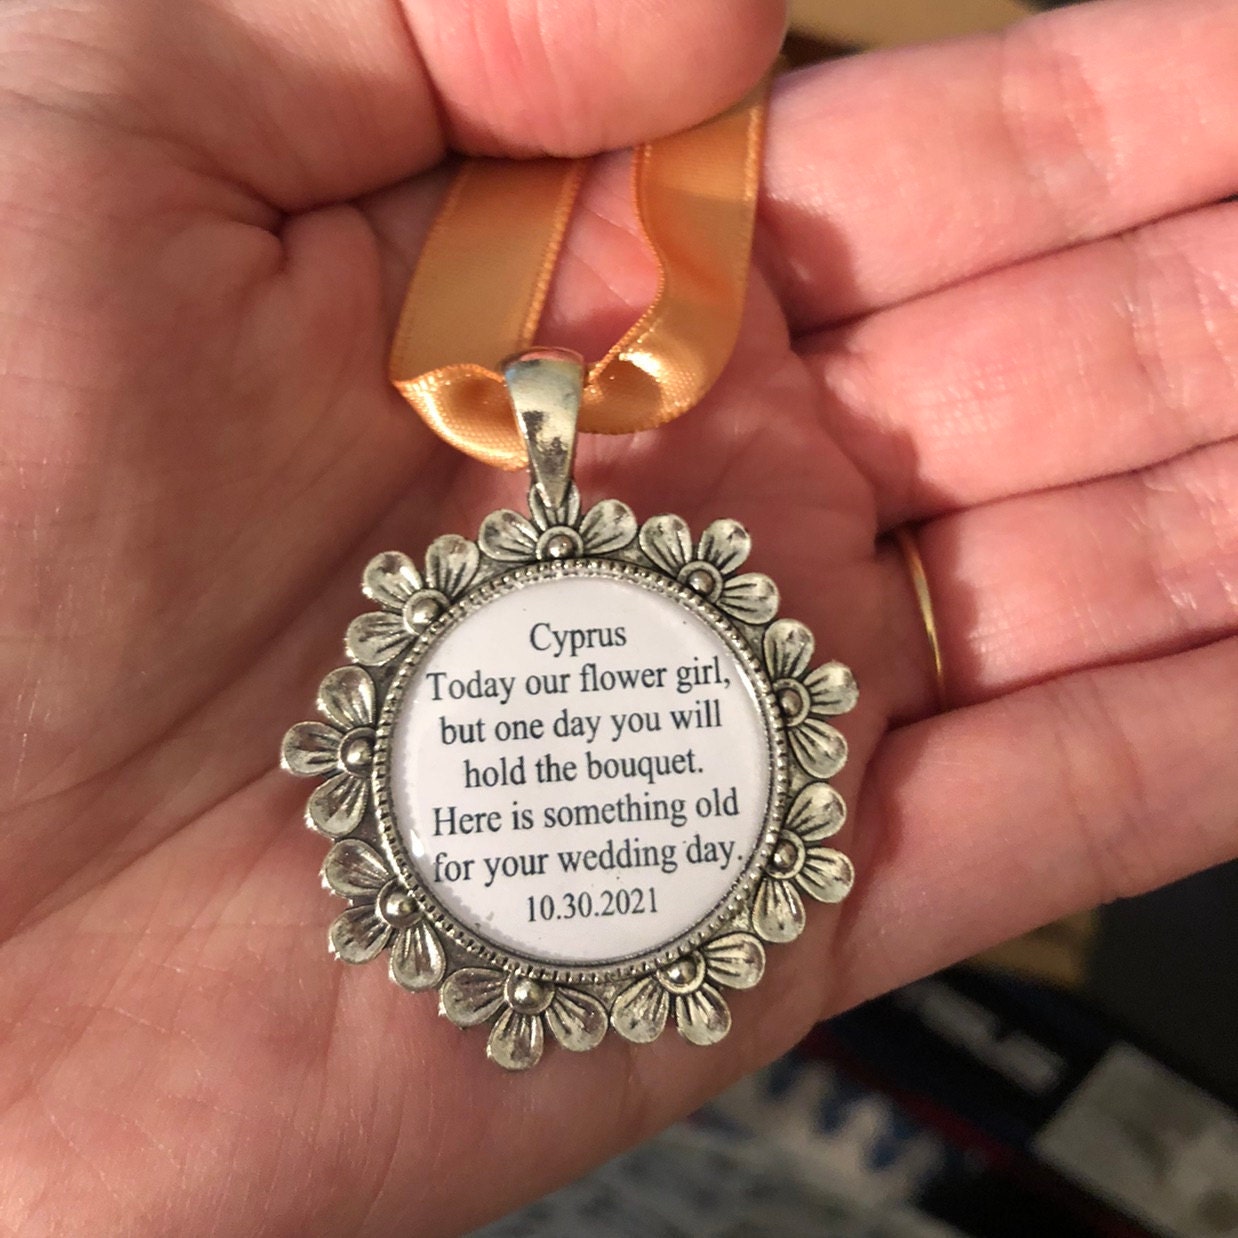 Cyprus
Today our flower girl,
but one day you will
hold the bouquet.
Here is something old
for your wedding day.
10.30.2021